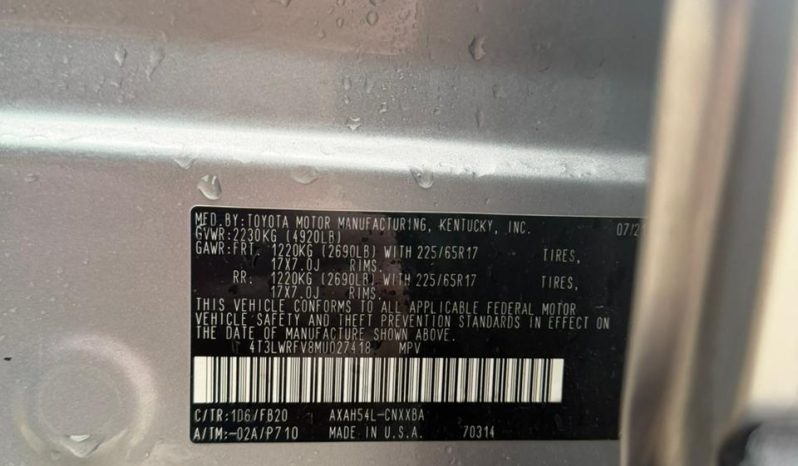 MFD.BY:TOYOTA MOTOR MANUFACTURING, KENTUCKY, INC. 07/2
GVWR:2230KG (4920LB)
GAWR:FRT: 1220KG (2690LB) WITH 225/65R17 TIRES,
17X7.0J RIMS.
RR: 1220KG (2690LB) WITH 225/65R17 TIRES,
17X7.0J RIMS.
THIS VEHICLE CONFORMS TO ALL APPLICABLE FEDERAL MOTOR
VEHICLE SAFETY AND THEFT PREVENTION STANDARDS IN EFFECT ON
THE DATE OF MANUFACTURE SHOWN ABOVE.
4T3LWRFV8MU027418 MPV
C/TR:1D6/FB20 AXAH54L-CNXXBA
A/TM:-02A/P710 MADE IN U.S.A. 70314